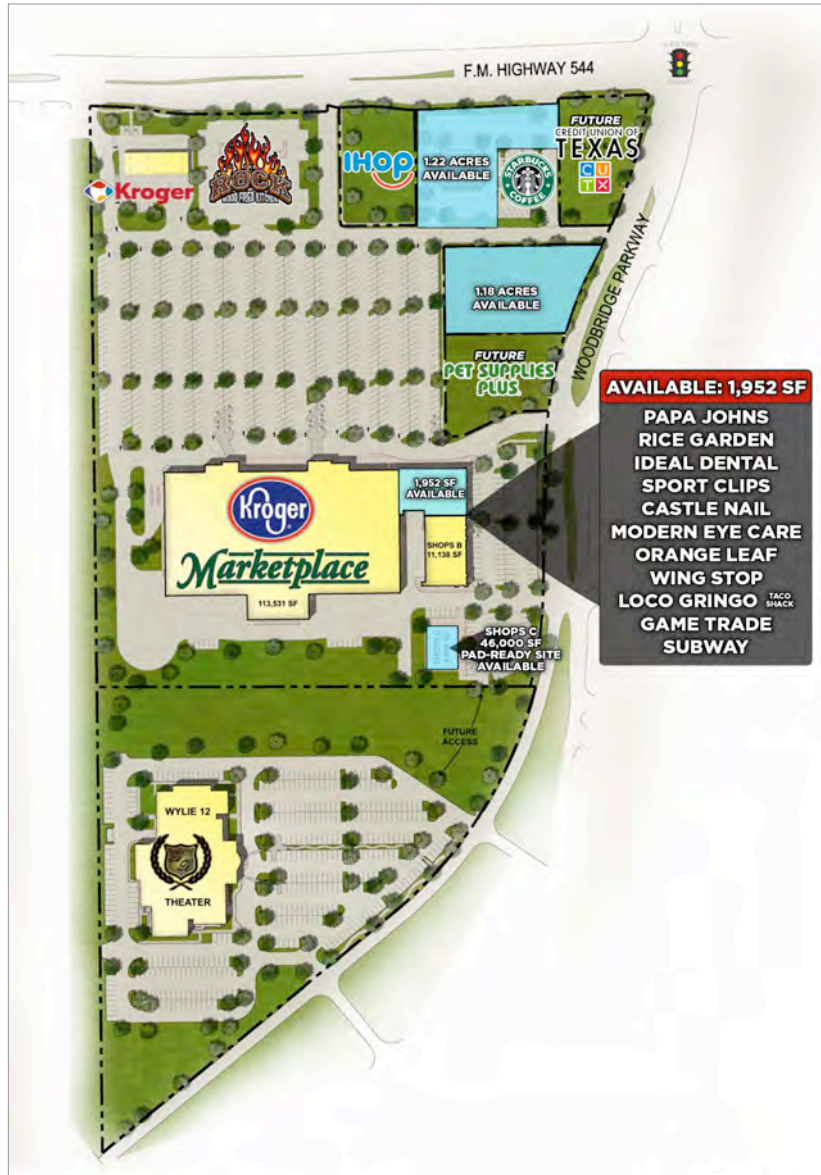 F.M. HIGHWAY 544
FUTURE
CREDIT UNION OF
TEXAS
CU
TX
IHOP
1.22 ACRES
AVAILABLE
STARBUCKS
COFFEE
Kroger
ROCK
WOOD FIRED KITCHEN
WOODBRIDGE PARKWAY
1.18 ACRES
AVAILABLE
FUTURE
PET SUPPLIES
PLUS.
AVAILABLE: 1,952 SF
PAPA JOHNS
RICE GARDEN
IDEAL DENTAL
SPORT CLIPS
CASTLE NAIL
MODERN EYE CARE
ORANGE LEAF
WING STOP
LOCO GRINGO TACO SHACK
GAME TRADE
SUBWAY
1,952 SF
AVAILABLE
Kroger
Marketplace
113,531 SF
SHOPS B
11,138 SF
SHOPS C
46,000 SF
PAD-READY SITE
AVAILABLE
FUTURE
ACCESS
WYLIE 12
THEATER